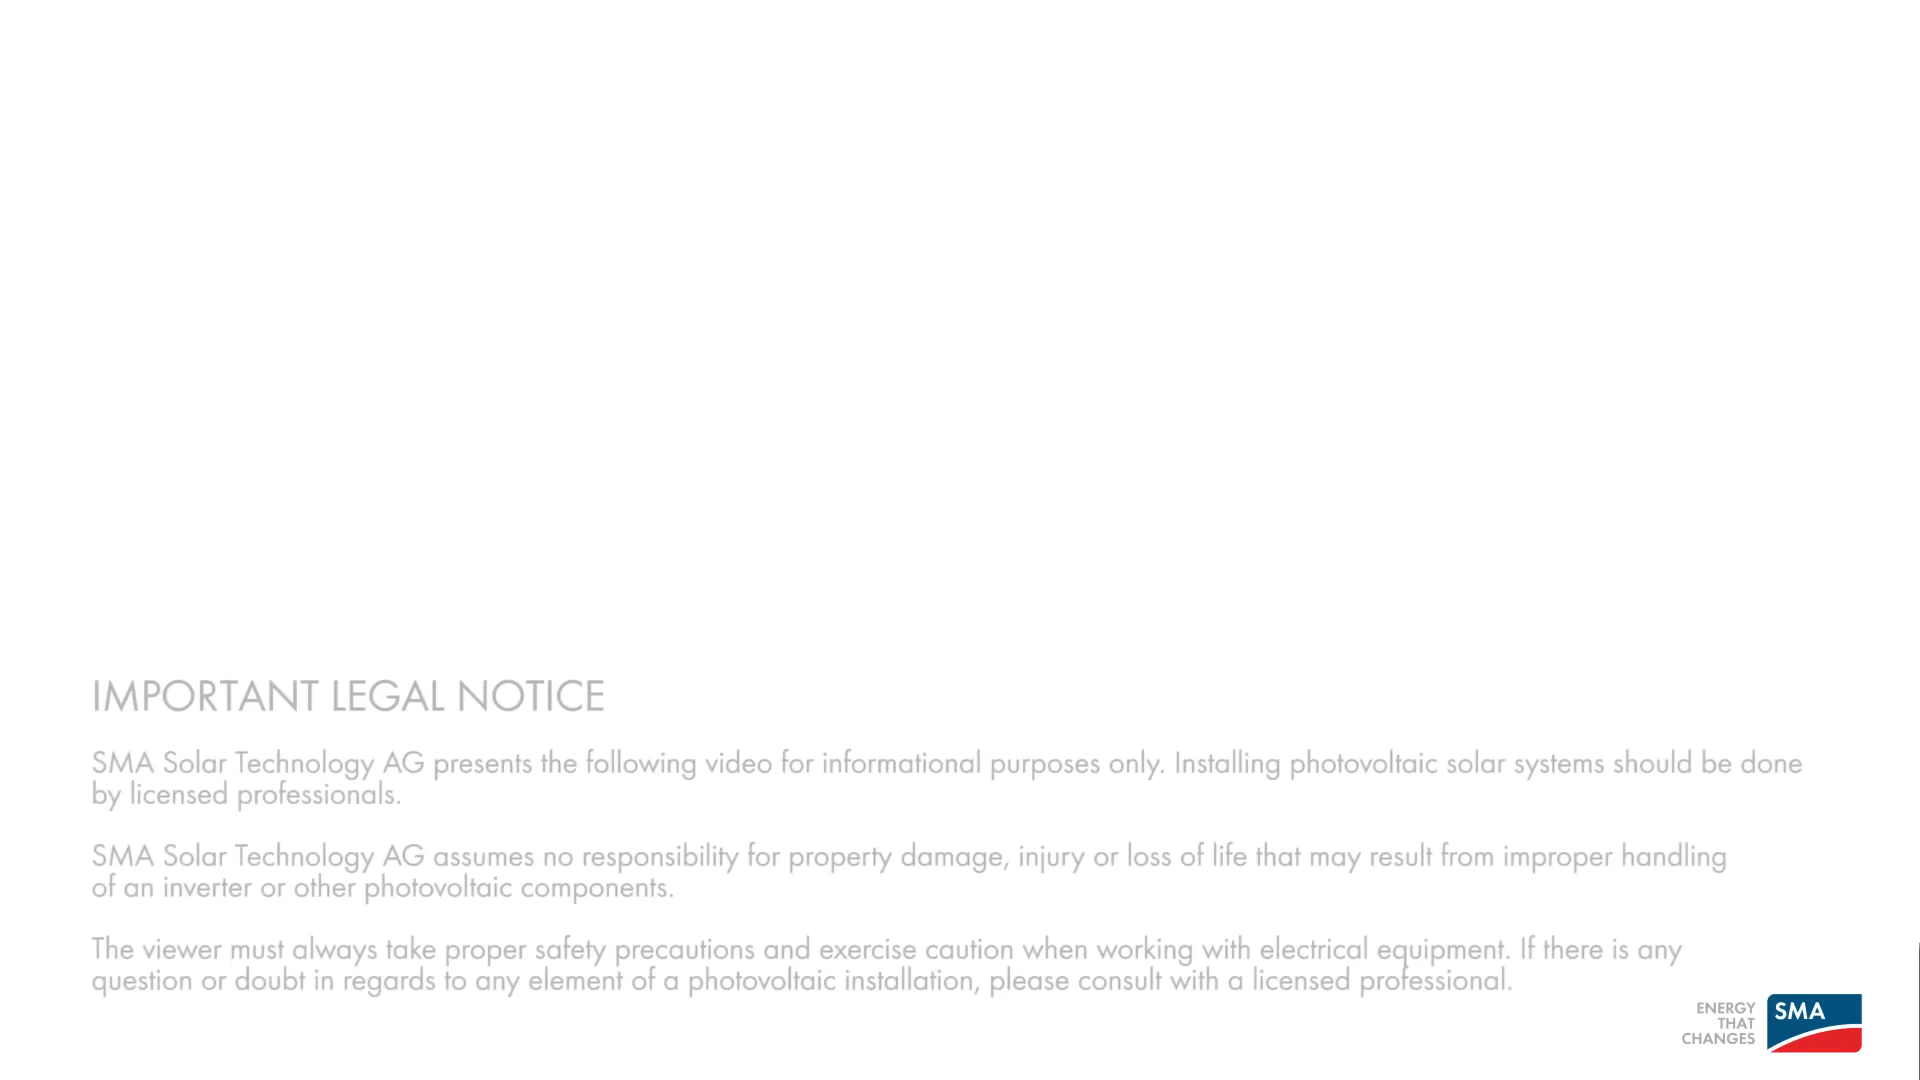 IMPORTANT LEGAL NOTICE
SMA Solar Technology AG presents the following video for informational purposes only. Installing photovoltaic solar systems should be done
by licensed professionals.
SMA Solar Technology AG assumes no responsibility for property damage, injury or loss of life that may result from improper handling
of an inverter or other photovoltaic components.
The viewer must always take proper safety precautions and exercise caution when working with electrical equipment. If there is any
question or doubt in regards to any element of a photovoltaic installation, please consult with a licensed professional.
ENERGY
THAT
CHANGES
SMA